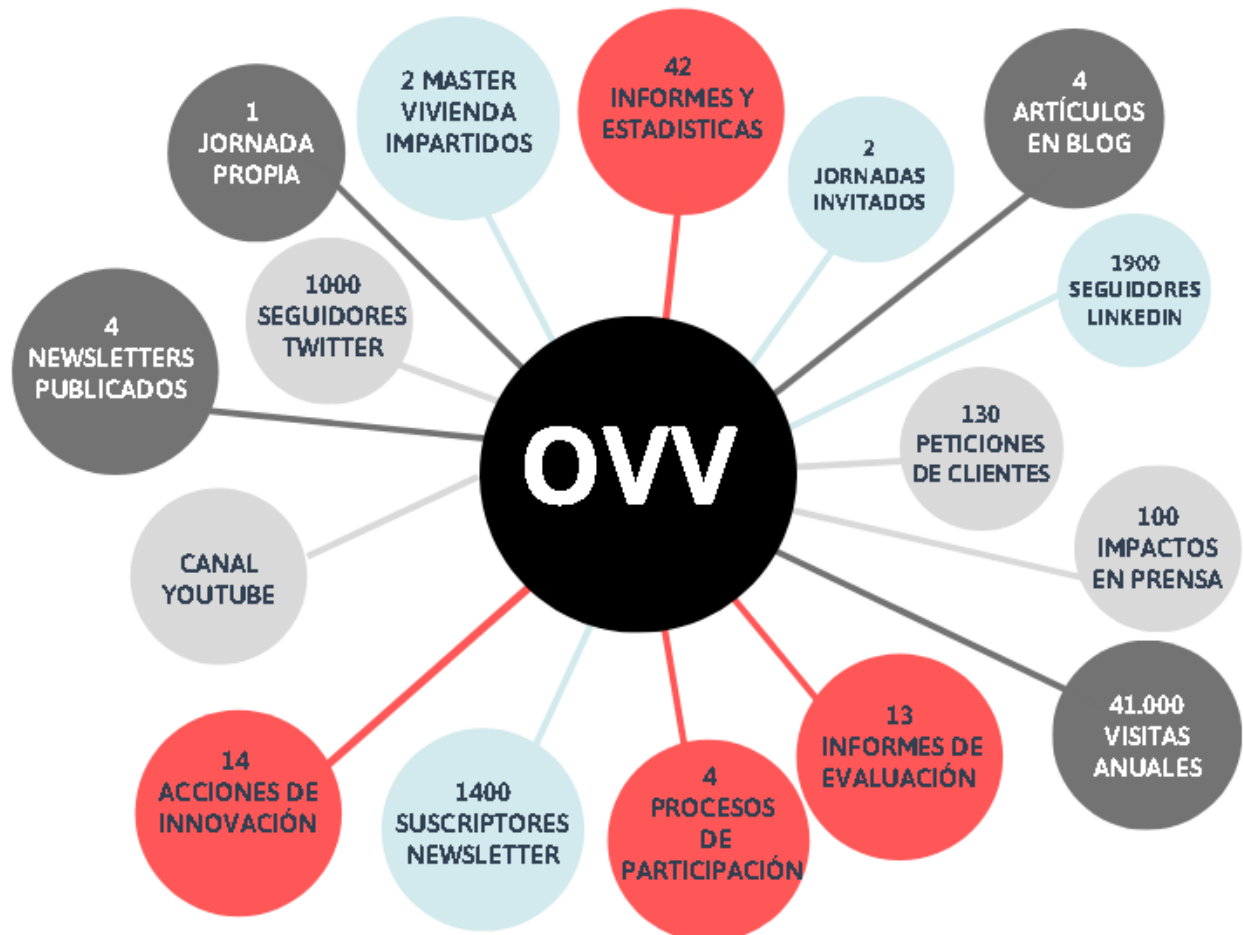 42
INFORMES Y
ESTADISTICAS
2 MASTER
VIVIENDA
IMPARTIDOS
4
ARTÍCULOS
EN BLOG
1
JORNADA
PROPIA
2
JORNADAS
INVITADOS
1000
SEGUIDORES
TWITTER
1900
SEGUIDORES
LINKEDIN
4
NEWSLETTERS
PUBLICADOS
130
PETICIONES
DE CLIENTES
OVV
100
IMPACTOS
EN PRENSA
CANAL
YOUTUBE
41.000
VISITAS
ANUALES
13
INFORMES DE
EVALUACIÓN
14
ACCIONES DE
INNOVACIÓN
1400
SUSCRIPTORES
NEWSLETTER
4
PROCESOS
DE
PARTICIPACIÓN